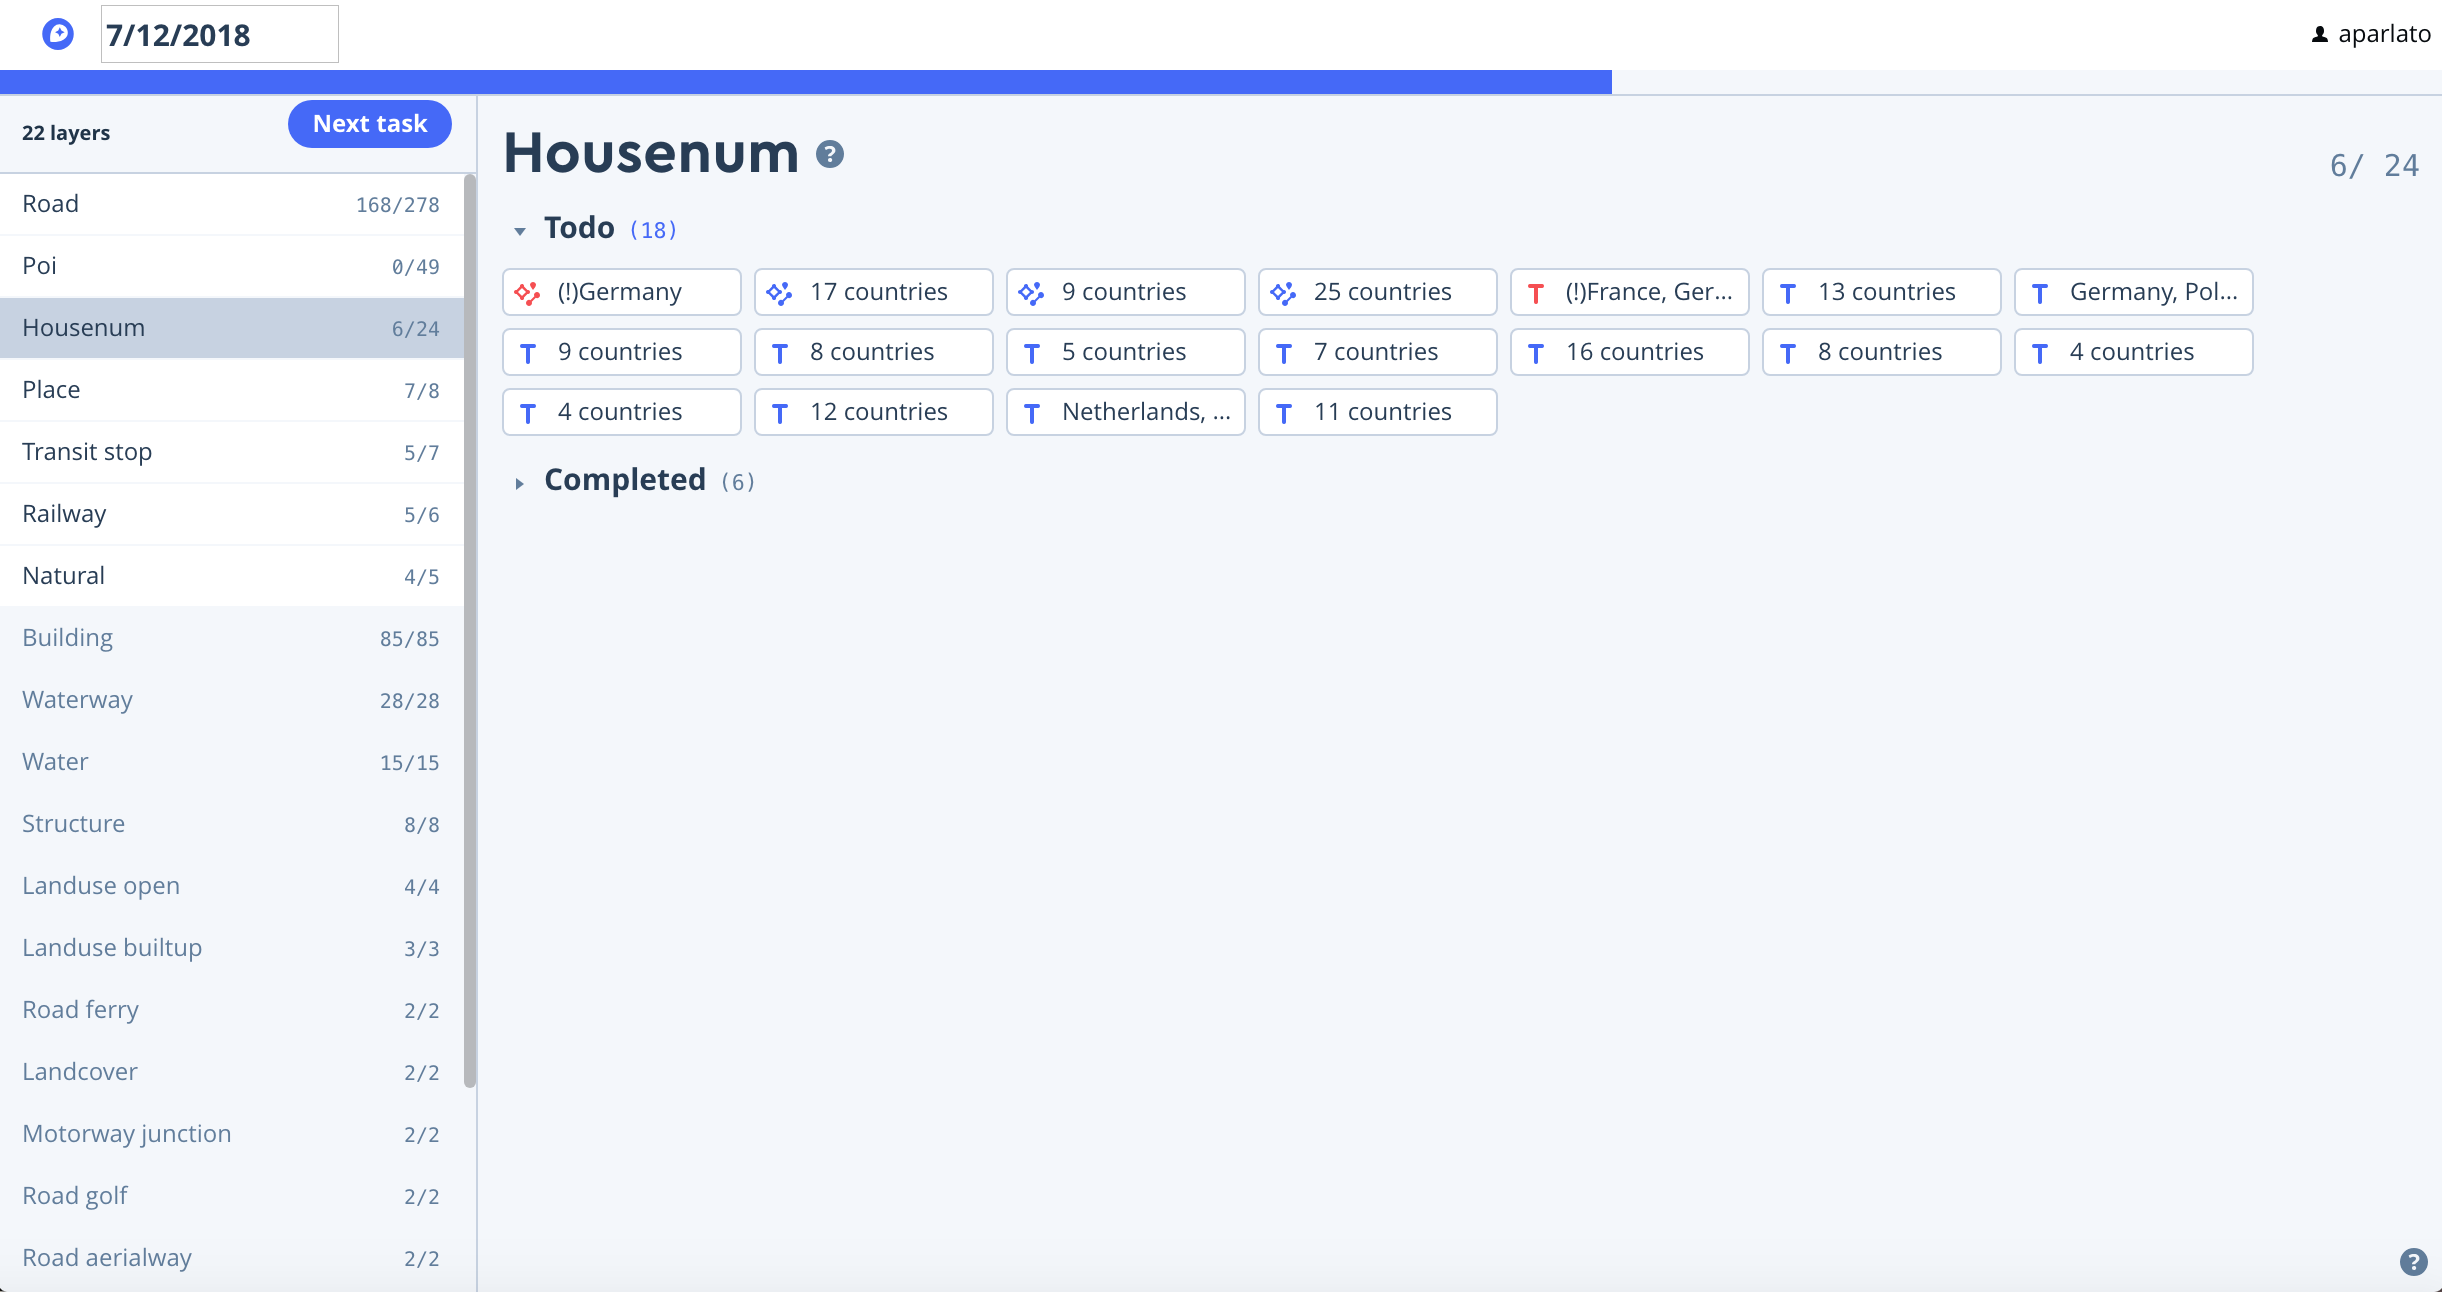 7/12/2018
aparlato
22 layers
Next task
Road 168/278
Poi 0/49
Housenum 6/24
Place 7/8
Transit stop 5/7
Railway 5/6
Natural 4/5
Building 85/85
Waterway 28/28
Water 15/15
Structure 8/8
Landuse open 4/4
Landuse builtup 3/3
Road ferry 2/2
Landcover 2/2
Motorway junction 2/2
Road golf 2/2
Road aerialway 2/2
Housenum ?
6/ 24
Todo (18)
(!)Germany 17 countries 9 countries 25 countries T (!)France, Ger... T 13 countries T Germany, Pol...
T 9 countries T 8 countries T 5 countries T 7 countries T 16 countries T 8 countries T 4 countries
T 4 countries T 12 countries T Netherlands, ... T 11 countries
Completed (6)
?